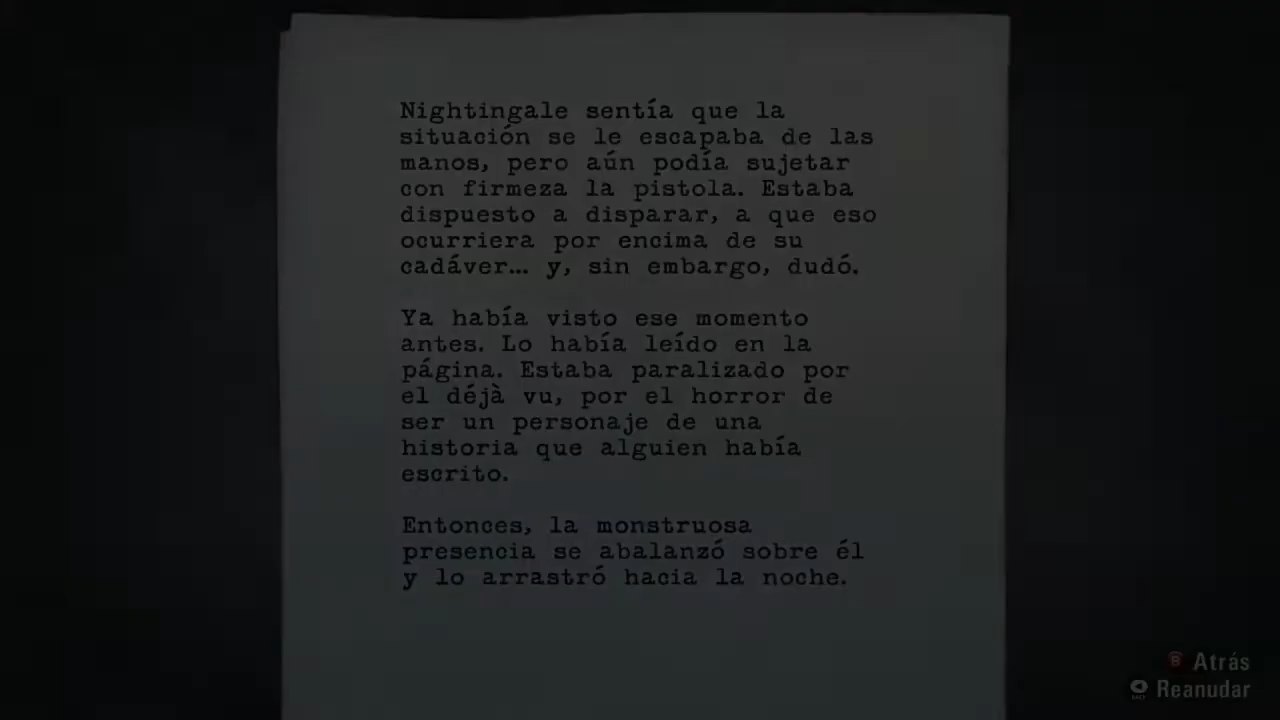 Nightingale sentía que la
situación se le escapaba de las
manos, pero aún podía sujetar
con firmeza la pistola. Estaba
dispuesto a disparar, a que eso
ocurriera por encima de su
cadáver... y, sin embargo, dudó.
Ya había visto ese momento
antes. Lo había leído en la
página. Estaba paralizado por
el déjà vu, por el horror de
ser un personaje de una
historia que alguien había
escrito.
Entonces, la monstruosa
presencia se abalanzó sobre él
y lo arrastró hacia la noche.
B Atrás
BACK Reanudar